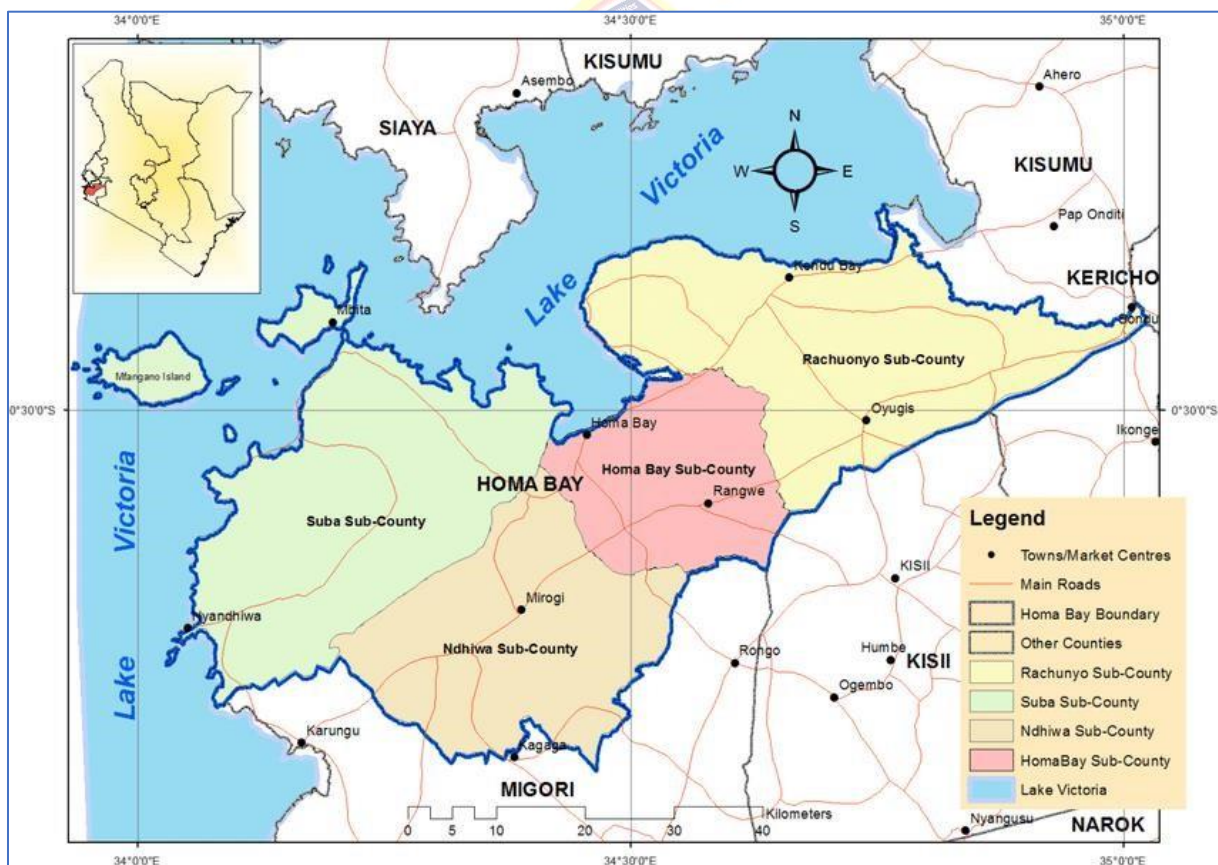 34°0'0"E
34°30'0"E
35°0'0"E
KISUMU
Asembo
Ahero
SIAYA
Victoria
N
W
E
S
KISUMU
Pap Onditi
Kendu Bay
KERICHO
Sondu
Lake
Mbita
Rachuonyo Sub-County
Mfangano Island
0°30'0"S
0°30'0"S
Oyugis
Homa Bay
Ikonge
Homa Bay Sub-County
HOMA BAY
Rangwe
Suba Sub-County
Victoria
KISII
Mirogi
Nyandhiwa
Ndhiwa Sub-County
Rongo
Humbe
KISII
Ogembo
Lake
Karungu
Kagaga
MIGORI
Kilometers
0 5 10 20 30 40
Nyangusu
NAROK
Legend
Towns/Market Centres
Main Roads
Homa Bay Boundary
Other Counties
Rachunyo Sub-County
Suba Sub-County
Ndhiwa Sub-County
HomaBay Sub-County
Lake Victoria
34°0'0"E
34°30'0"E
35°0'0"E